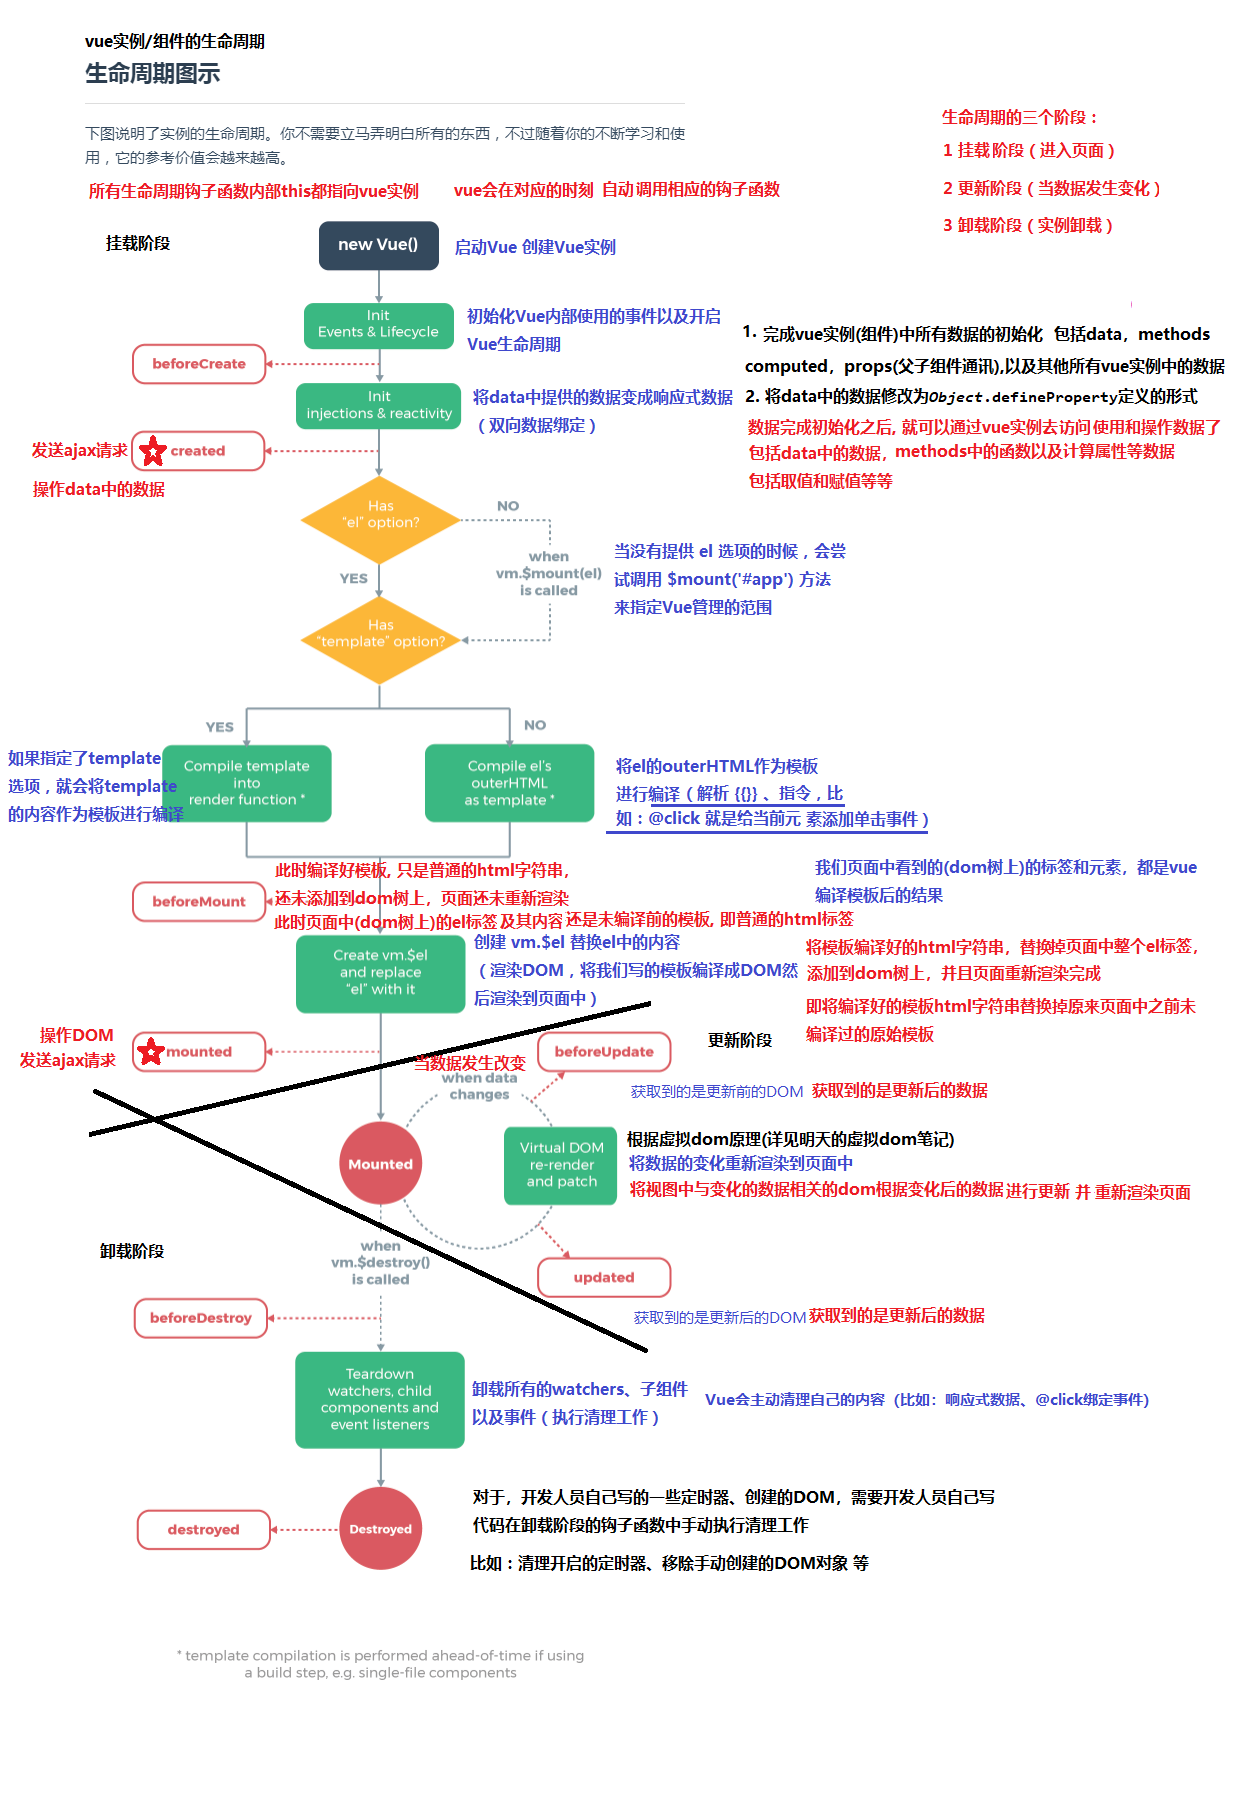 vue实例/组件的生命周期
生命周期图示
下图说明了实例的生命周期。你不需要立马弄明白所有的东西，不过随着你的不断学习和使
用，它的参考价值会越来越高。
生命周期的三个阶段：
1 挂载阶段（进入页面）
2 更新阶段（当数据发生变化）
3 卸载阶段（实例卸载）
所有生命周期钩子函数内部this都指向vue实例
vue会在对应的时刻 自动 调用相应的钩子函数
挂载阶段
new Vue()
启动Vue 创建Vue实例
Init
Events & Lifecycle
初始化Vue内部使用的事件以及开启
Vue生命周期
beforeCreate
1. 完成vue实例(组件)中所有数据的初始化 包括data，methods
computed，props(父子组件通讯),以及其他所有vue实例中的数据
2. 将data中的数据修改为Object.defineProperty定义的形式
Init
injections & reactivity
将data中提供的数据变成响应式数据
（双向数据绑定）
数据完成初始化之后, 就可以通过vue实例去访问 使用和操作数据了
包括data中的数据，methods中的函数以及计算属性等数据
包括取值和赋值等等
发送ajax请求
created
操作data中的数据
Has
“el” option?
NO
YES
when
vm.$mount(el)
is called
当没有提供 el 选项的时候，会尝
试调用 $mount('#app') 方法
来指定Vue管理的范围
Has
“template” option?
YES
NO
如果指定了template
选项，就会将template
的内容作为模板进行编译
Compile template
into
render function *
Compile el’s
outerHTML
as template *
将el的outerHTML作为模板
进行编译（解析 {{}} 、指令，比
如：@click 就是给当前元 素添加单击事件）
此时编译好模板, 只是普通的html字符串，
还未添加到dom树上，页面还未重新渲染
此时页面中(dom树上)的el标签 及其内容 还是未编译前的模板, 即普通的html标签
beforeMount
我们页面中看到的(dom树上)的标签和元素，都是vue
编译模板后的结果
Create vm.$el
and replace
“el” with it
创建 vm.$el 替换el中的内容
（渲染DOM，将我们写的模板编译成DOM然
后渲染到页面中）
将模板编译好的html字符串，替换掉页面中整个el标签，
添加到dom树上，并且页面重新渲染完成
即将编译好的模板html字符串替换掉原来页面中之前未
编译过的原始模板
操作DOM
发送ajax请求
mounted
更新阶段
beforeUpdate
当数据发生改变
when data
changes
获取到的是更新前的DOM 获取到的是更新后的数据
Mounted
Virtual DOM
re-render
and patch
根据虚拟dom原理(详见明天的虚拟dom笔记)
将数据的变化重新渲染到页面中
将视图中与变化的数据相关的dom根据变化后的数据 进行更新 并 重新渲染页面
卸载阶段
when
vm.$destroy()
is called
updated
获取到的是更新后的DOM 获取到的是更新后的数据
beforeDestroy
Teardown
watchers, child
components and
event listeners
卸载所有的watchers、子组件
以及事件（执行清理工作）
Vue会主动清理自己的内容（比如：响应式数据、@click绑定事件）
destroyed
Destroyed
对于，开发人员自己写的一些定时器、创建的DOM，需要开发人员自己写
代码在卸载阶段的钩子函数中手动执行清理工作
比如：清理开启的定时器、移除手动创建的DOM对象 等
* template compilation is performed ahead-of-time if using
a build step, e.g. single-file components